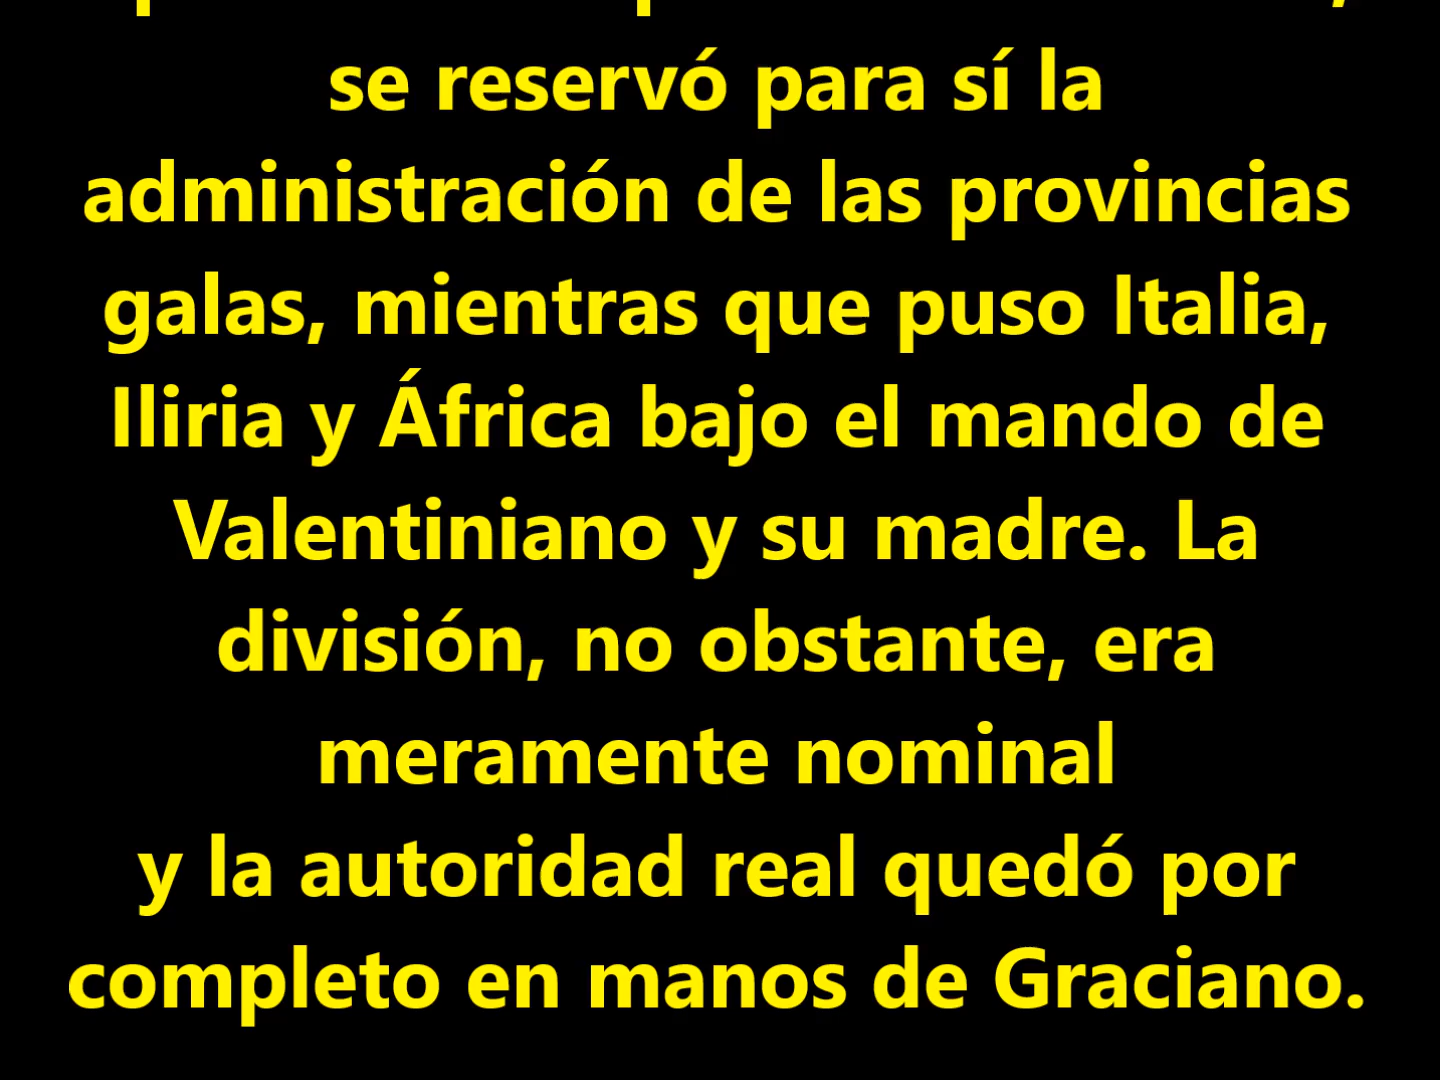 se reservó para sí la
administración de las provincias
galas, mientras que puso Italia,
Iliria y África bajo el mando de
Valentiniano y su madre. La
división, no obstante, era
meramente nominal
y la autoridad real quedó por
completo en manos de Graciano.